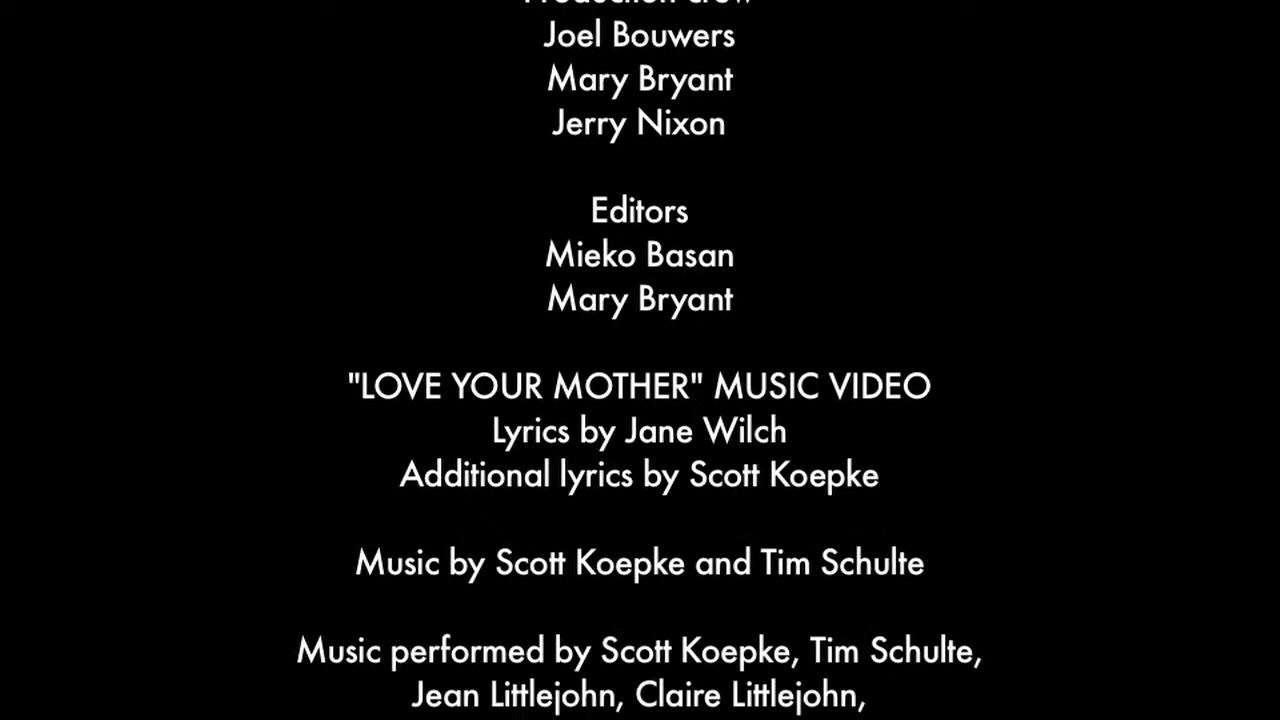 Production crew
Joel Bouwers
Mary Bryant
Jerry Nixon
Editors
Mieko Basan
Mary Bryant
"LOVE YOUR MOTHER" MUSIC VIDEO
Lyrics by Jane Wilch
Additional lyrics by Scott Koepke
Music by Scott Koepke and Tim Schulte
Music performed by Scott Koepke, Tim Schulte,
Jean Littlejohn, Claire Littlejohn,